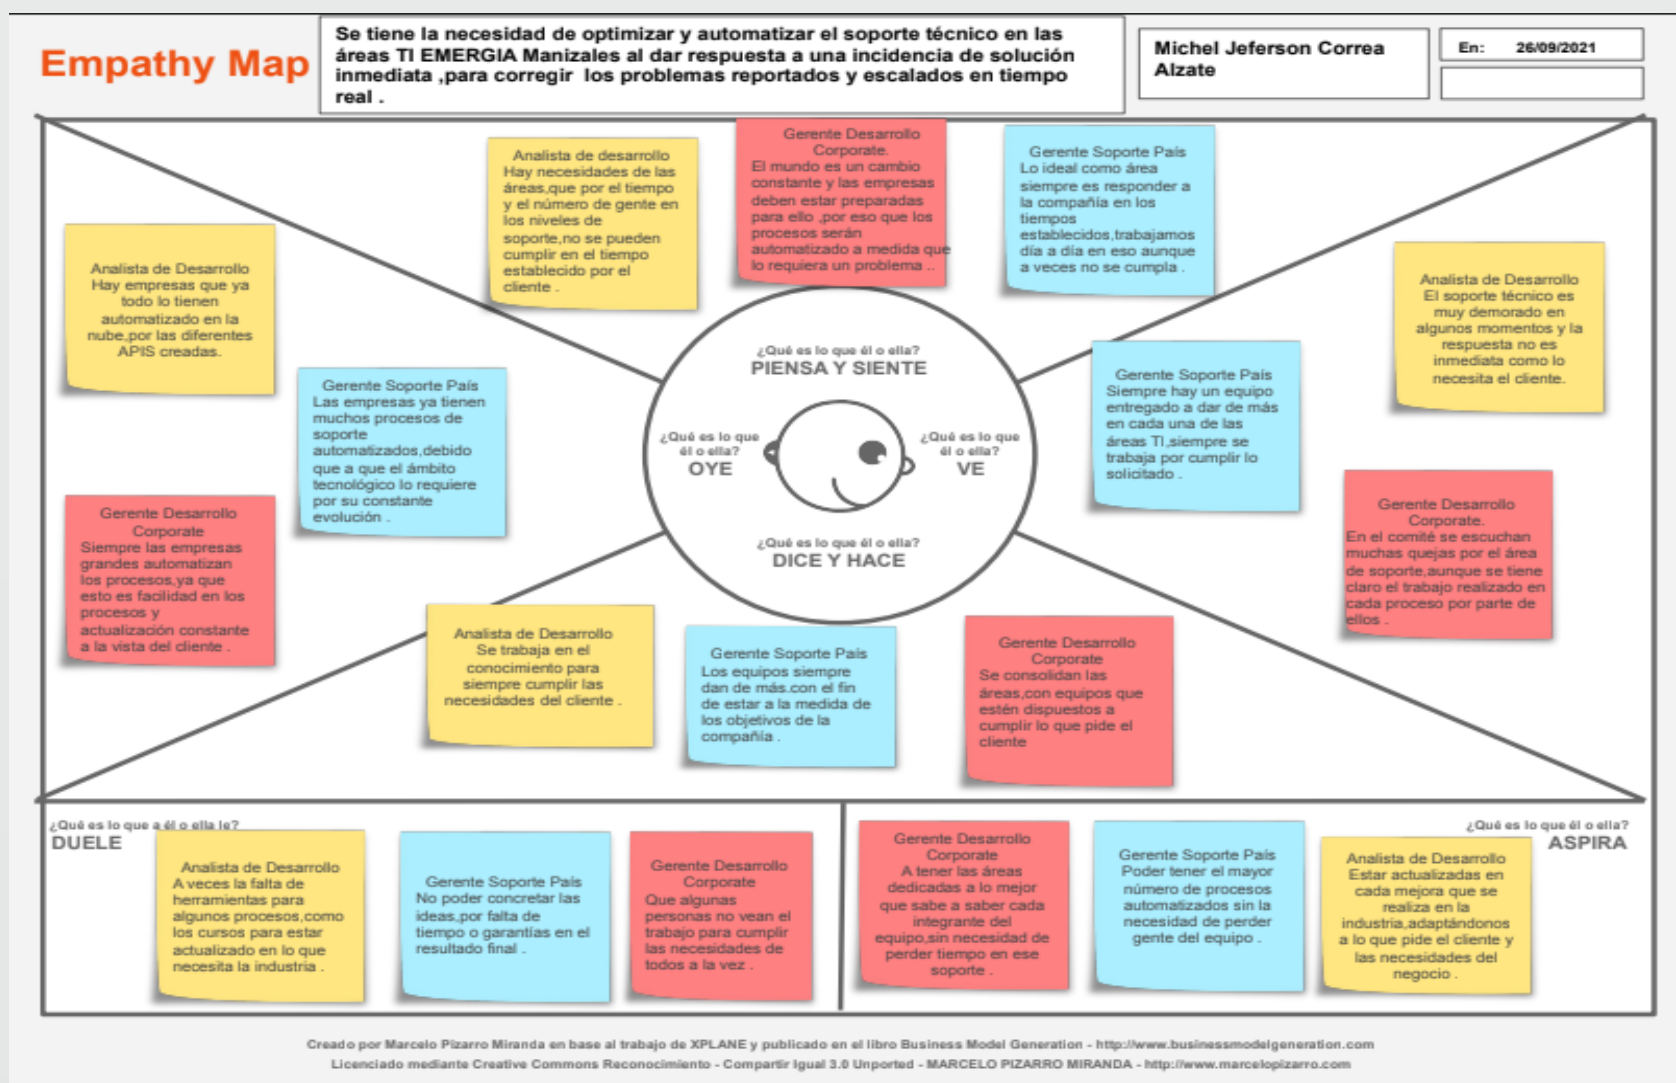 Empathy Map
Se tiene la necesidad de optimizar y automatizar el soporte técnico en las
áreas TI EMERGIA Manizales al dar respuesta a una incidencia de solución
inmediata ,para corregir los problemas reportados y escalados en tiempo
real .
Michel Jeferson Correa
Alzate
En: 26/09/2021
Analista de desarrollo
Hay necesidades de las
áreas,que por el tiempo
y el número de gente en
los niveles de
soporte,no se pueden
cumplir en el tiempo
establecido por el
cliente .
Gerente Desarrollo
Corporate.
El mundo es un cambio
constante y las empresas
deben estar preparadas
para ello ,por eso que los
procesos serán
automatizado a medida que
lo requiera un problema ..
Gerente Soporte País
Lo ideal como área
siempre es responder a
la compañía en los
tiempos
establecidos,trabajamos
día a día en eso aunque
a veces no se cumpla .
Analista de Desarrollo
Hay empresas que ya
todo lo tienen
automatizado en la
nube,por las diferentes
APIS creadas.
Gerente Soporte País
Las empresas ya tienen
muchos procesos de
soporte
automatizados,debido
que a que el ámbito
tecnológico lo requiere
por su constante
evolución .
Gerente Desarrollo
Corporate
Siempre las empresas
grandes automatizan
los procesos,ya que
esto es facilidad en los
procesos y
actualización constante
a la vista del cliente .
¿Qué es lo que él o ella?
PIENSA Y SIENTE
¿Qué es lo que
él o ella?
OYE
¿Qué es lo que
él o ella?
VE
¿Qué es lo que él o ella?
DICE Y HACE
Gerente Soporte País
Siempre hay un equipo
entregado a dar de más
en cada una de las
áreas TI,siempre se
trabaja por cumplir lo
solicitado .
Analista de Desarrollo
El soporte técnico es
muy demorado en
algunos momentos y la
respuesta no es
inmediata como lo
necesita el cliente.
Gerente Desarrollo
Corporate.
En el comité se escuchan
muchas quejas por el área
de soporte,aunque se tiene
claro el trabajo realizado en
cada proceso por parte de
ellos .
Analista de Desarrollo
Se trabaja en el
conocimiento para
siempre cumplir las
necesidades del cliente .
Gerente Soporte País
Los equipos siempre
dan de más.con el fin
de estar a la medida de
los objetivos de la
compañía .
Gerente Desarrollo
Corporate
Se consolidan las
áreas,con equipos que
estén dispuestos a
cumplir lo que pide el
cliente
¿Qué es lo que a él o ella le?
DUELE
Analista de Desarrollo
A veces la falta de
herramientas para
algunos procesos,como
los cursos para estar
actualizado en lo que
necesita la industria .
Gerente Soporte País
No poder concretar las
ideas,por falta de
tiempo o garantías en el
resultado final .
Gerente Desarrollo
Corporate
Que algunas
personas no vean el
trabajo para cumplir
las necesidades de
todos a la vez .
Gerente Desarrollo
Corporate
A tener las áreas
dedicadas a lo mejor
que sabe a saber cada
integrante del
equipo,sin necesidad de
perder tiempo en ese
soporte .
Gerente Soporte País
Poder tener el mayor
número de procesos
automatizados sin la
necesidad de perder
gente del equipo .
¿Qué es lo que él o ella?
ASPIRA
Analista de Desarrollo
Estar actualizadas en
cada mejora que se
realiza en la
industria,adaptándonos
a lo que pide el cliente y
las necesidades del
negocio .
Creado por Marcelo Pizarro Miranda en base al trabajo de XPLANE y publicado en el libro Business Model Generation - http://www.businessmodelgeneration.com
Licenciado mediante Creative Commons Reconocimiento - Compartir Igual 3.0 Unported - MARCELO PIZARRO MIRANDA - http://www.marcelopizarro.com